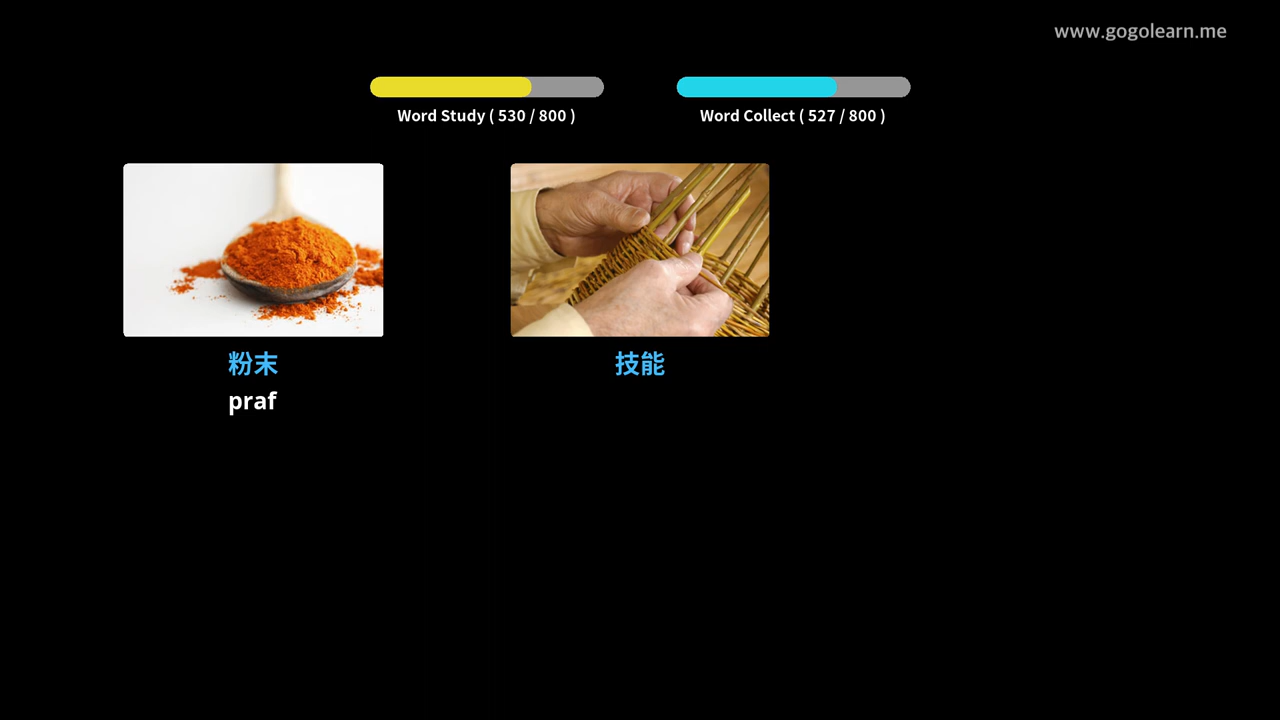 www.gogolearn.me
Word Study ( 530 / 800 )
Word Collect ( 527 / 800 )
粉末
praf
技能